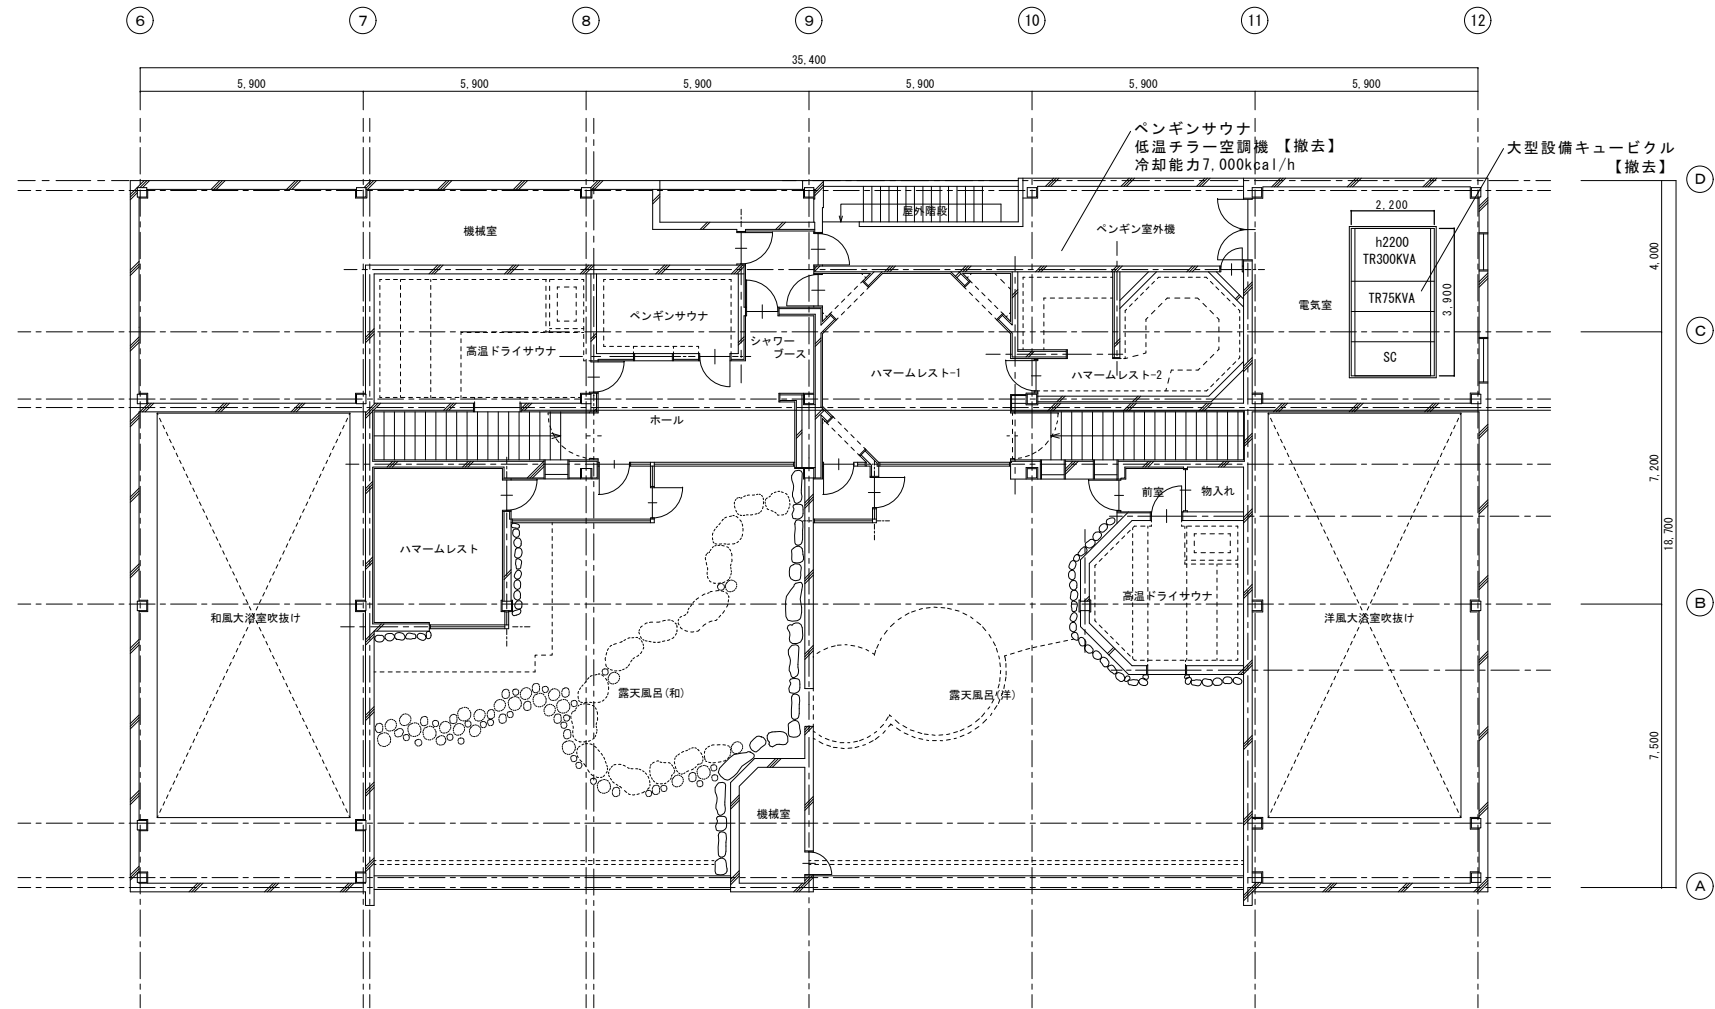 6 7 8 9 10 11 12
35,400
5,900 5,900 5,900 5,900 5,900 5,900
ペンギンサウナ
低温チラー空調機 【撤去】
冷却能力7,000kcal/h
大型設備キュービクル
【撤去】
D
屋外階段
2,200
機械室
ペンギン室外機
h2200
TR300KVA
4,000
TR75KVA
3,900
電気室
ペンギンサウナ
C
シャワー
ブース
高温ドライサウナ
SC
ハマームレスト-1
ハマームレスト-2
ホール
7,200
前室
物入れ
18,700
ハマームレスト
高温ドライサウナ
B
和風大浴室吹抜け
洋風大浴室吹抜け
露天風呂(和)
露天風呂(洋)
7,500
機械室
A